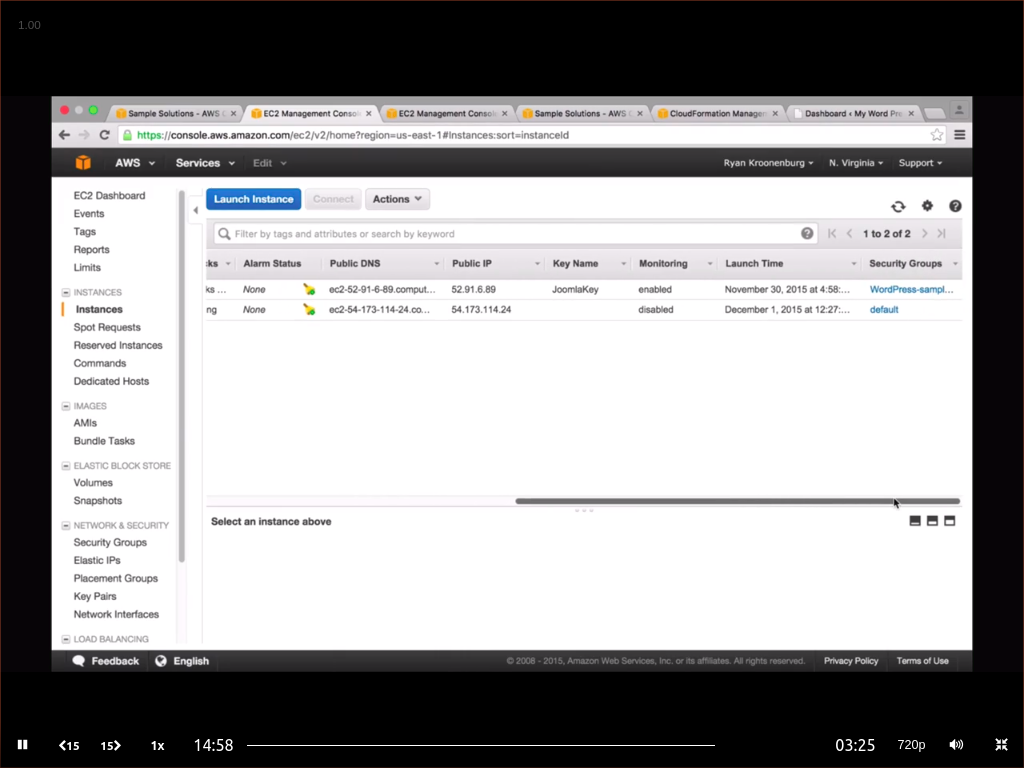 1.00
Sample Solutions - AWS C
EC2 Management Console
EC2 Management Console
Sample Solutions - AWS C
CloudFormation Managem
Dashboard ‹ My Word Pre
https://console.aws.amazon.com/ec2/v2/home?region=us-east-1#Instances:sort=instanceId
AWS Services Edit Ryan Kroonenburg N. Virginia Support
EC2 Dashboard
Events
Tags
Reports
Limits
INSTANCES
Instances
Spot Requests
Reserved Instances
Commands
Dedicated Hosts
IMAGES
AMIs
Bundle Tasks
ELASTIC BLOCK STORE
Volumes
Snapshots
NETWORK & SECURITY
Security Groups
Elastic IPs
Placement Groups
Key Pairs
Network Interfaces
LOAD BALANCING
Launch Instance Connect Actions
Filter by tags and attributes or search by keyword
1 to 2 of 2
ks Alarm Status Public DNS Public IP Key Name Monitoring Launch Time Security Groups
ks ... None ec2-52-91-6-89.comput... 52.91.6.89 JoomlaKey enabled November 30, 2015 at 4:58:... WordPress-sampl...
ng None ec2-54-173-114-24.co... 54.173.114.24 disabled December 1, 2015 at 12:27:... default
Select an instance above
Feedback English © 2008 - 2015, Amazon Web Services, Inc. or its affiliates. All rights reserved. Privacy Policy Terms of Use
15 15 1x 14:58 03:25 720p